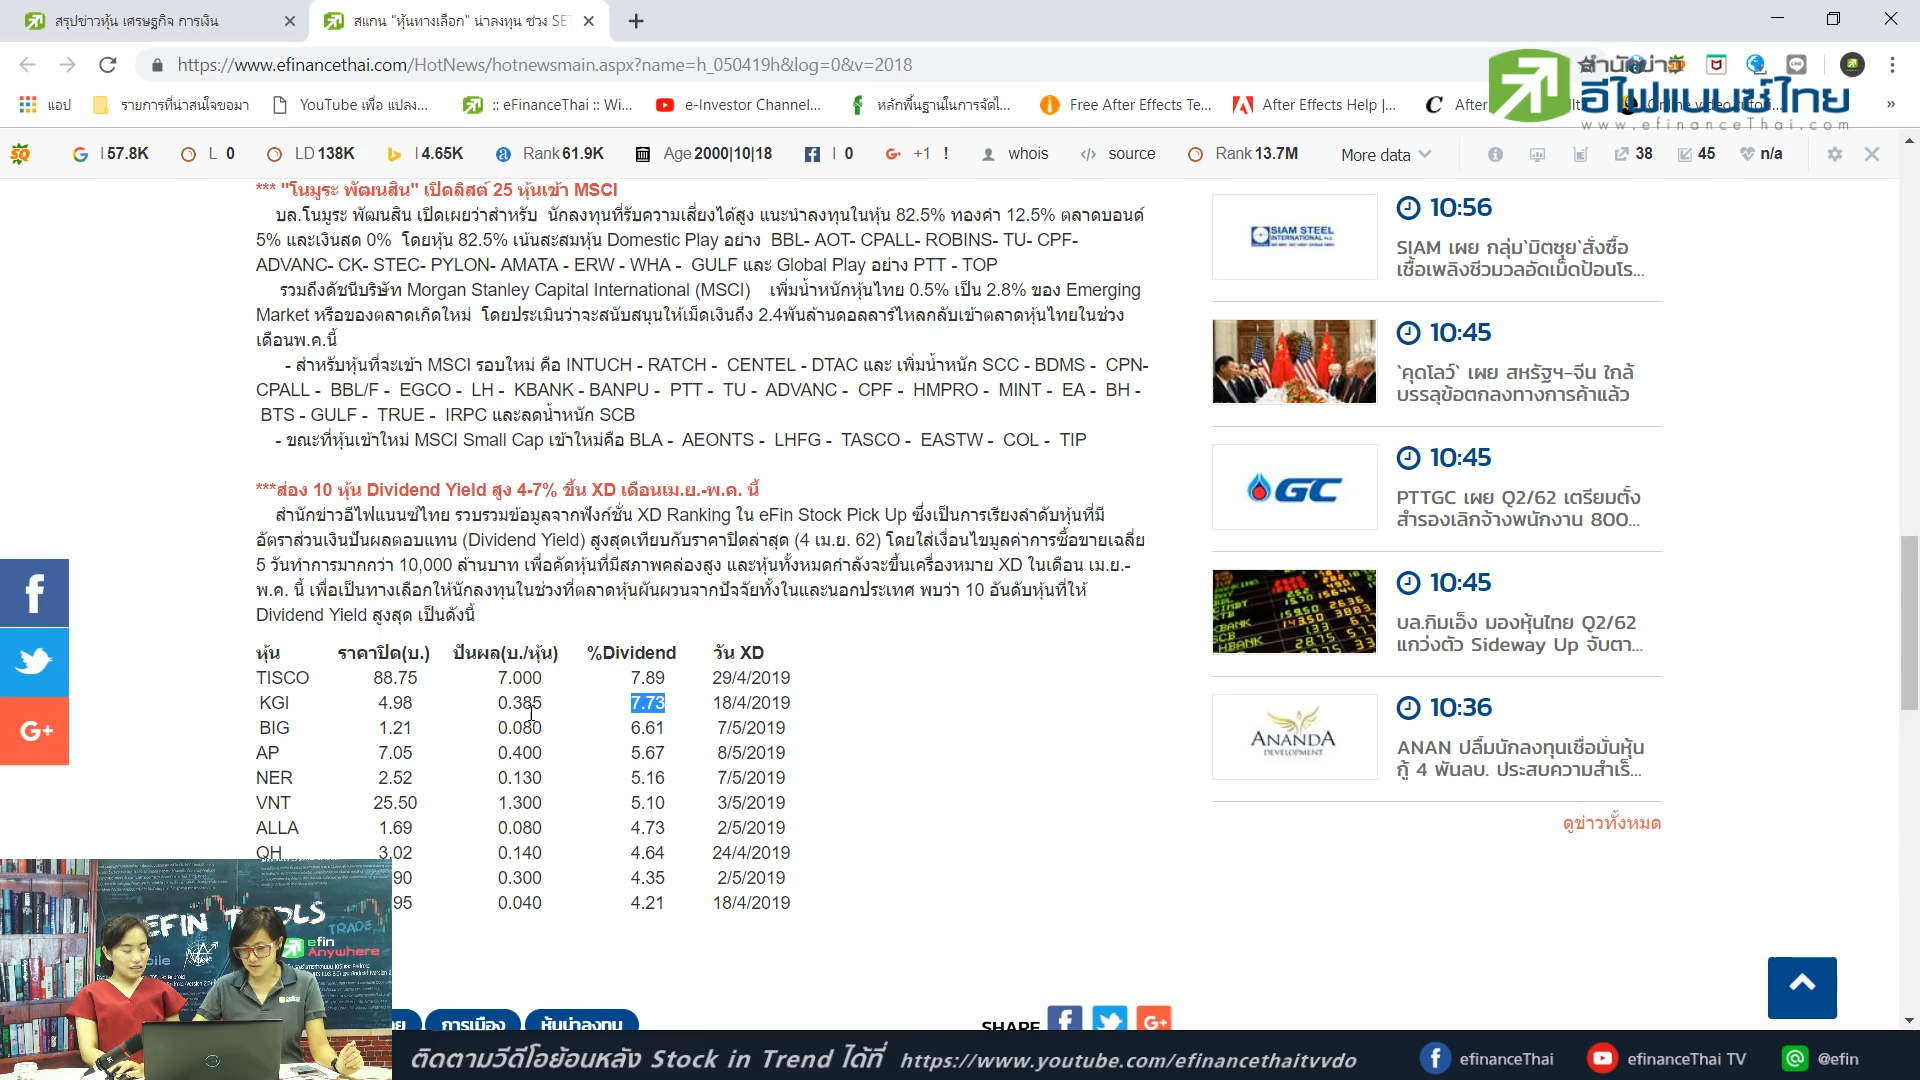 สรุปข่าวหุ้น เศรษฐกิจ การเงิน
สแกน "หุ้นทางเลือก" น่าลงทุน ช่วง SE
https://www.efinancethai.com/HotNews/hotnewsmain.aspx?name=h_050419h&log=0&v=2018
แอป
รายการที่น่าสนใจขอมา
YouTube เพื่อ แปลง...
:: eFinanceThai :: Wi...
e-Investor Channel...
หลักพื้นฐานในการจัดไ...
Free After Effects Te...
After Effects Help |...
สำนักข่าว
อีไฟแนนซ์ไทย
www.efinanceThai.com
I 57.8K
L 0
LD 138K
I 4.65K
Rank 61.9K
Age 2000|10|18
I 0
+1 !
whois
source
Rank 13.7M
More data
38
45
n/a
*** "โนมูระ พัฒนสิน" เปิดลิสต์ 25 หุ้นเข้า MSCI
บล.โนมูระ พัฒนสิน เปิดเผยว่าสำหรับ นักลงทุนที่รับความเสี่ยงได้สูง แนะนำลงทุนในหุ้น 82.5% ทองคำ 12.5% ตลาดบอนด์
5% และเงินสด 0% โดยหุ้น 82.5% เน้นสะสมหุ้น Domestic Play อย่าง BBL- AOT- CPALL- ROBINS- TU- CPF-
ADVANC- CK- STEC- PYLON- AMATA - ERW - WHA - GULF และ Global Play อย่าง PTT - TOP
รวมถึงดัชนีบริษัท Morgan Stanley Capital International (MSCI) เพิ่มน้ำหนักหุ้นไทย 0.5% เป็น 2.8% ของ Emerging
Market หรือของตลาดเกิดใหม่ โดยประเมินว่าจะสนับสนุนให้เม็ดเงินถึง 2.4พันล้านดอลลาร์ไหลกลับเข้าตลาดหุ้นไทยในช่วง
เดือนพ.ค.นี้
- สำหรับหุ้นที่จะเข้า MSCI รอบใหม่ คือ INTUCH - RATCH - CENTEL - DTAC และ เพิ่มน้ำหนัก SCC - BDMS - CPN-
CPALL - BBL/F - EGCO - LH - KBANK - BANPU - PTT - TU - ADVANC - CPF - HMPRO - MINT - EA - BH -
BTS - GULF - TRUE - IRPC และลดน้ำหนัก SCB
- ขณะที่หุ้นเข้าใหม่ MSCI Small Cap เข้าใหม่คือ BLA - AEONTS - LHFG - TASCO - EASTW - COL - TIP
***ส่อง 10 หุ้น Dividend Yield สูง 4-7% ขึ้น XD เดือนเม.ย.-พ.ค. นี้
สำนักข่าวอีไฟแนนซ์ไทย รวบรวมข้อมูลจากฟังก์ชั่น XD Ranking ใน eFin Stock Pick Up ซึ่งเป็นการเรียงลำดับหุ้นที่มี
อัตราส่วนเงินปันผลตอบแทน (Dividend Yield) สูงสุดเทียบกับราคาปิดล่าสุด (4 เม.ย. 62) โดยใส่เงื่อนไขมูลค่าการซื้อขายเฉลี่ย
5 วันทำการมากกว่า 10,000 ล้านบาท เพื่อคัดหุ้นที่มีสภาพคล่องสูง และหุ้นทั้งหมดกำลังจะขึ้นเครื่องหมาย XD ในเดือน เม.ย.-
พ.ค. นี้ เพื่อเป็นทางเลือกให้นักลงทุนในช่วงที่ตลาดหุ้นผันผวนจากปัจจัยทั้งในและนอกประเทศ พบว่า 10 อันดับหุ้นที่ให้
Dividend Yield สูงสุด เป็นดังนี้
หุ้น ราคาปิด(บ.) ปันผล(บ./หุ้น) %Dividend วัน XD
TISCO 88.75 7.000 7.89 29/4/2019
KGI 4.98 0.385 7.73 18/4/2019
BIG 1.21 0.080 6.61 7/5/2019
AP 7.05 0.400 5.67 8/5/2019
NER 2.52 0.130 5.16 7/5/2019
VNT 25.50 1.300 5.10 3/5/2019
ALLA 1.69 0.080 4.73 2/5/2019
QH 3.02 0.140 4.64 24/4/2019
90 0.300 4.35 2/5/2019
95 0.040 4.21 18/4/2019
SIAM STEEL
INTERNATIONAL PLC
10:56
SIAM เผย กลุ่ม`มิตซุย`สั่งซื้อ
เชื้อเพลิงชีวมวลอัดเม็ดป้อนโร...
10:45
`คุดโลว์` เผย สหรัฐฯ-จีน ใกล้
บรรลุข้อตกลงทางการค้าแล้ว
GC
10:45
PTTGC เผย Q2/62 เตรียมตั้ง
สำรองเลิกจ้างพนักงาน 800...
10:45
บล.กิมเอ็ง มองหุ้นไทย Q2/62
แกว่งตัว Sideway Up จับตา...
ANANDA
DEVELOPMENT
10:36
ANAN ปลื้มนักลงทุนเชื่อมั่นหุ้น
กู้ 4 พันลบ. ประสบความสำเร็...
ดูข่าวทั้งหมด
EFIN TOOLS
TRADE
efin
Anywhere
การเมือง
หุ้นน่าลงทุน
SHARE
ติดตามวีดีโอย้อนหลัง Stock in Trend ได้ที่ https://www.youtube.com/efinancethaitvvdo
efinanceThai
efinanceThai TV
@efin